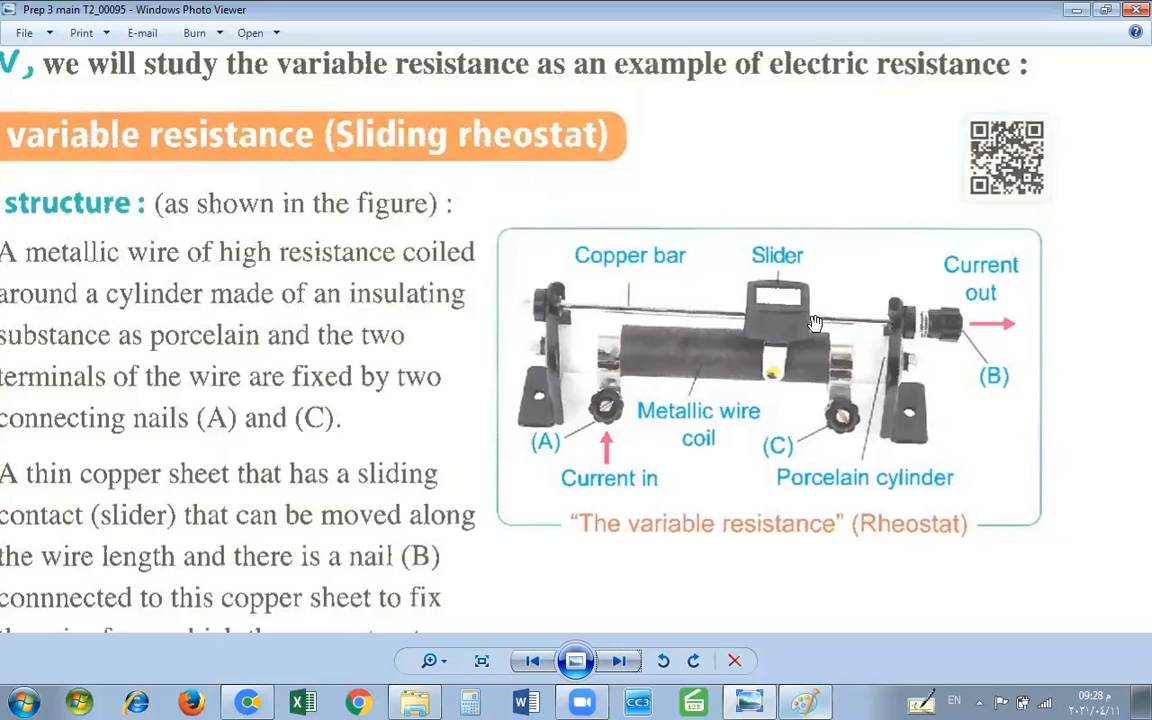 Prep 3 main T2_00095 - Windows Photo Viewer
File Print E-mail Burn Open
V, we will study the variable resistance as an example of electric resistance :
variable resistance (Sliding rheostat)
structure : (as shown in the figure) :
A metallic wire of high resistance coiled
around a cylinder made of an insulating
substance as porcelain and the two
terminals of the wire are fixed by two
connecting nails (A) and (C).
A thin copper sheet that has a sliding
contact (slider) that can be moved along
the wire length and there is a nail (B)
connnected to this copper sheet to fix
Copper bar
Slider
Current
out
(B)
Metallic wire
coil
(A)
(C)
Current in
Porcelain cylinder
“The variable resistance” (Rheostat)
CC3
123
EN
09:28 م
٢٠٢١/٠٤/١١